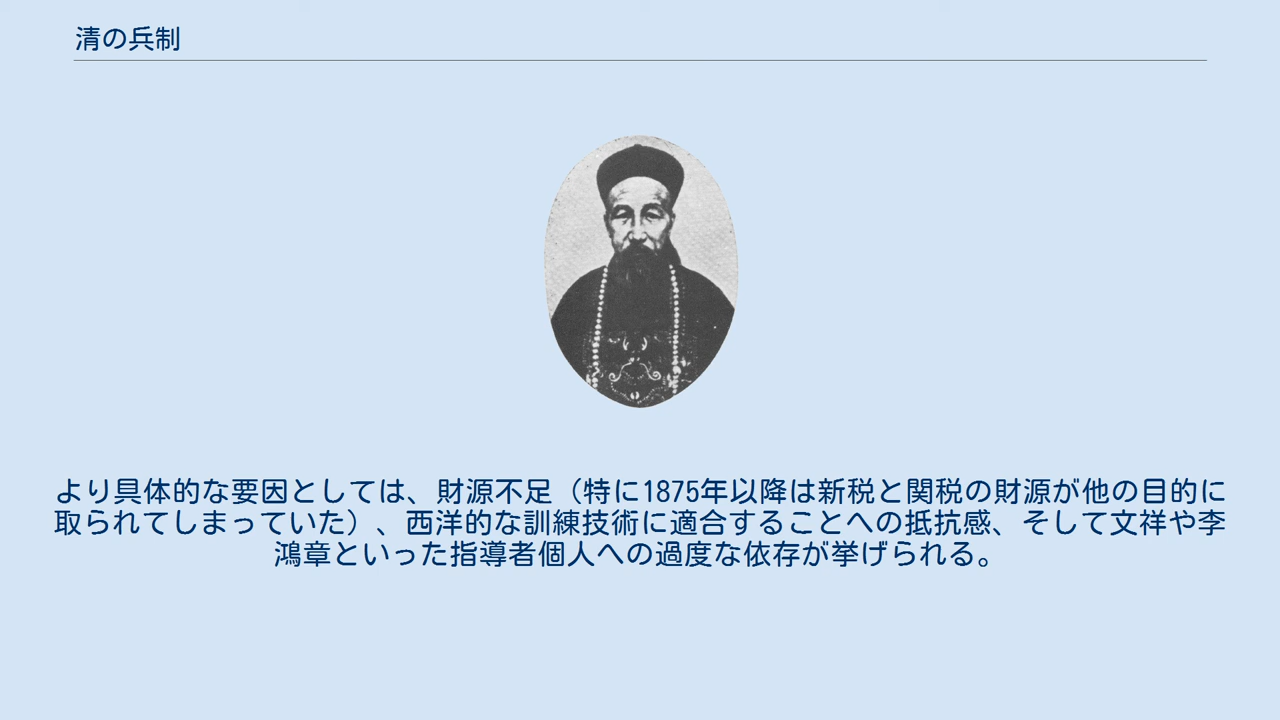 清の兵制
より具体的な要因としては、財源不足（特に1875年以降は新税と関税の財源が他の目的に
取られてしまっていた）、西洋的な訓練技術に適合することへの抵抗感、そして文祥や李
鴻章といった指導者個人への過度な依存が挙げられる。